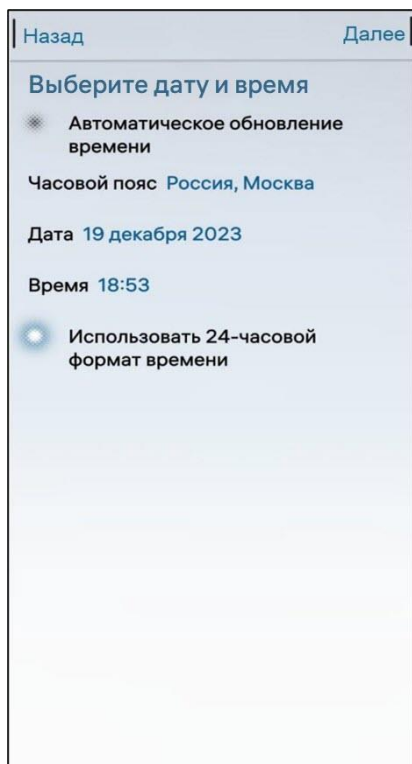 Назад
Далее
Выберите дату и время
Автоматическое обновление
времени
Часовой пояс Россия, Москва
Дата 19 декабря 2023
Время 18:53
Использовать 24-часовой
формат времени